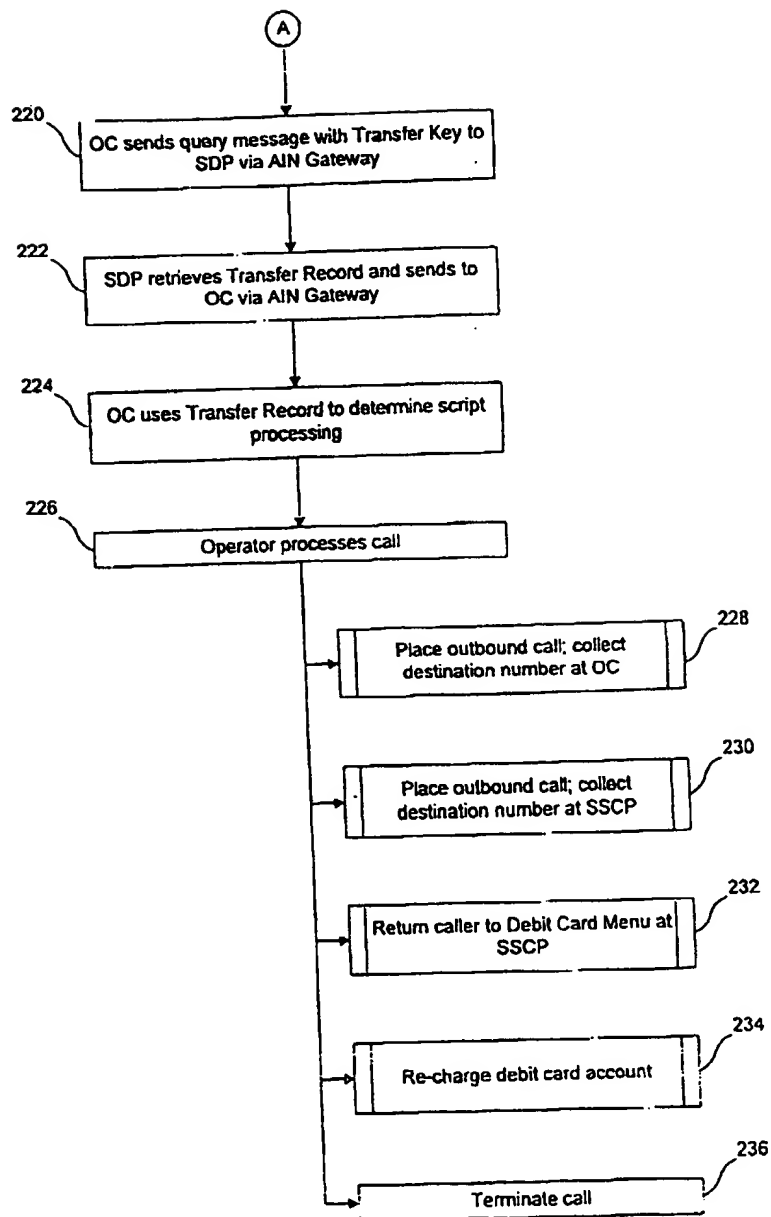 A
220
OC sends query message with Transfer Key to
SDP via AIN Gateway
222
SDP retrieves Transfer Record and sends to
OC via AIN Gateway
224
OC uses Transfer Record to determine script
processing
226
Operator processes call
228
Place outbound call; collect
destination number at OC
230
Place outbound call; collect
destination number at SSCP
232
Return caller to Debit Card Menu at
SSCP
234
Re-charge debit card account
236
Terminate call